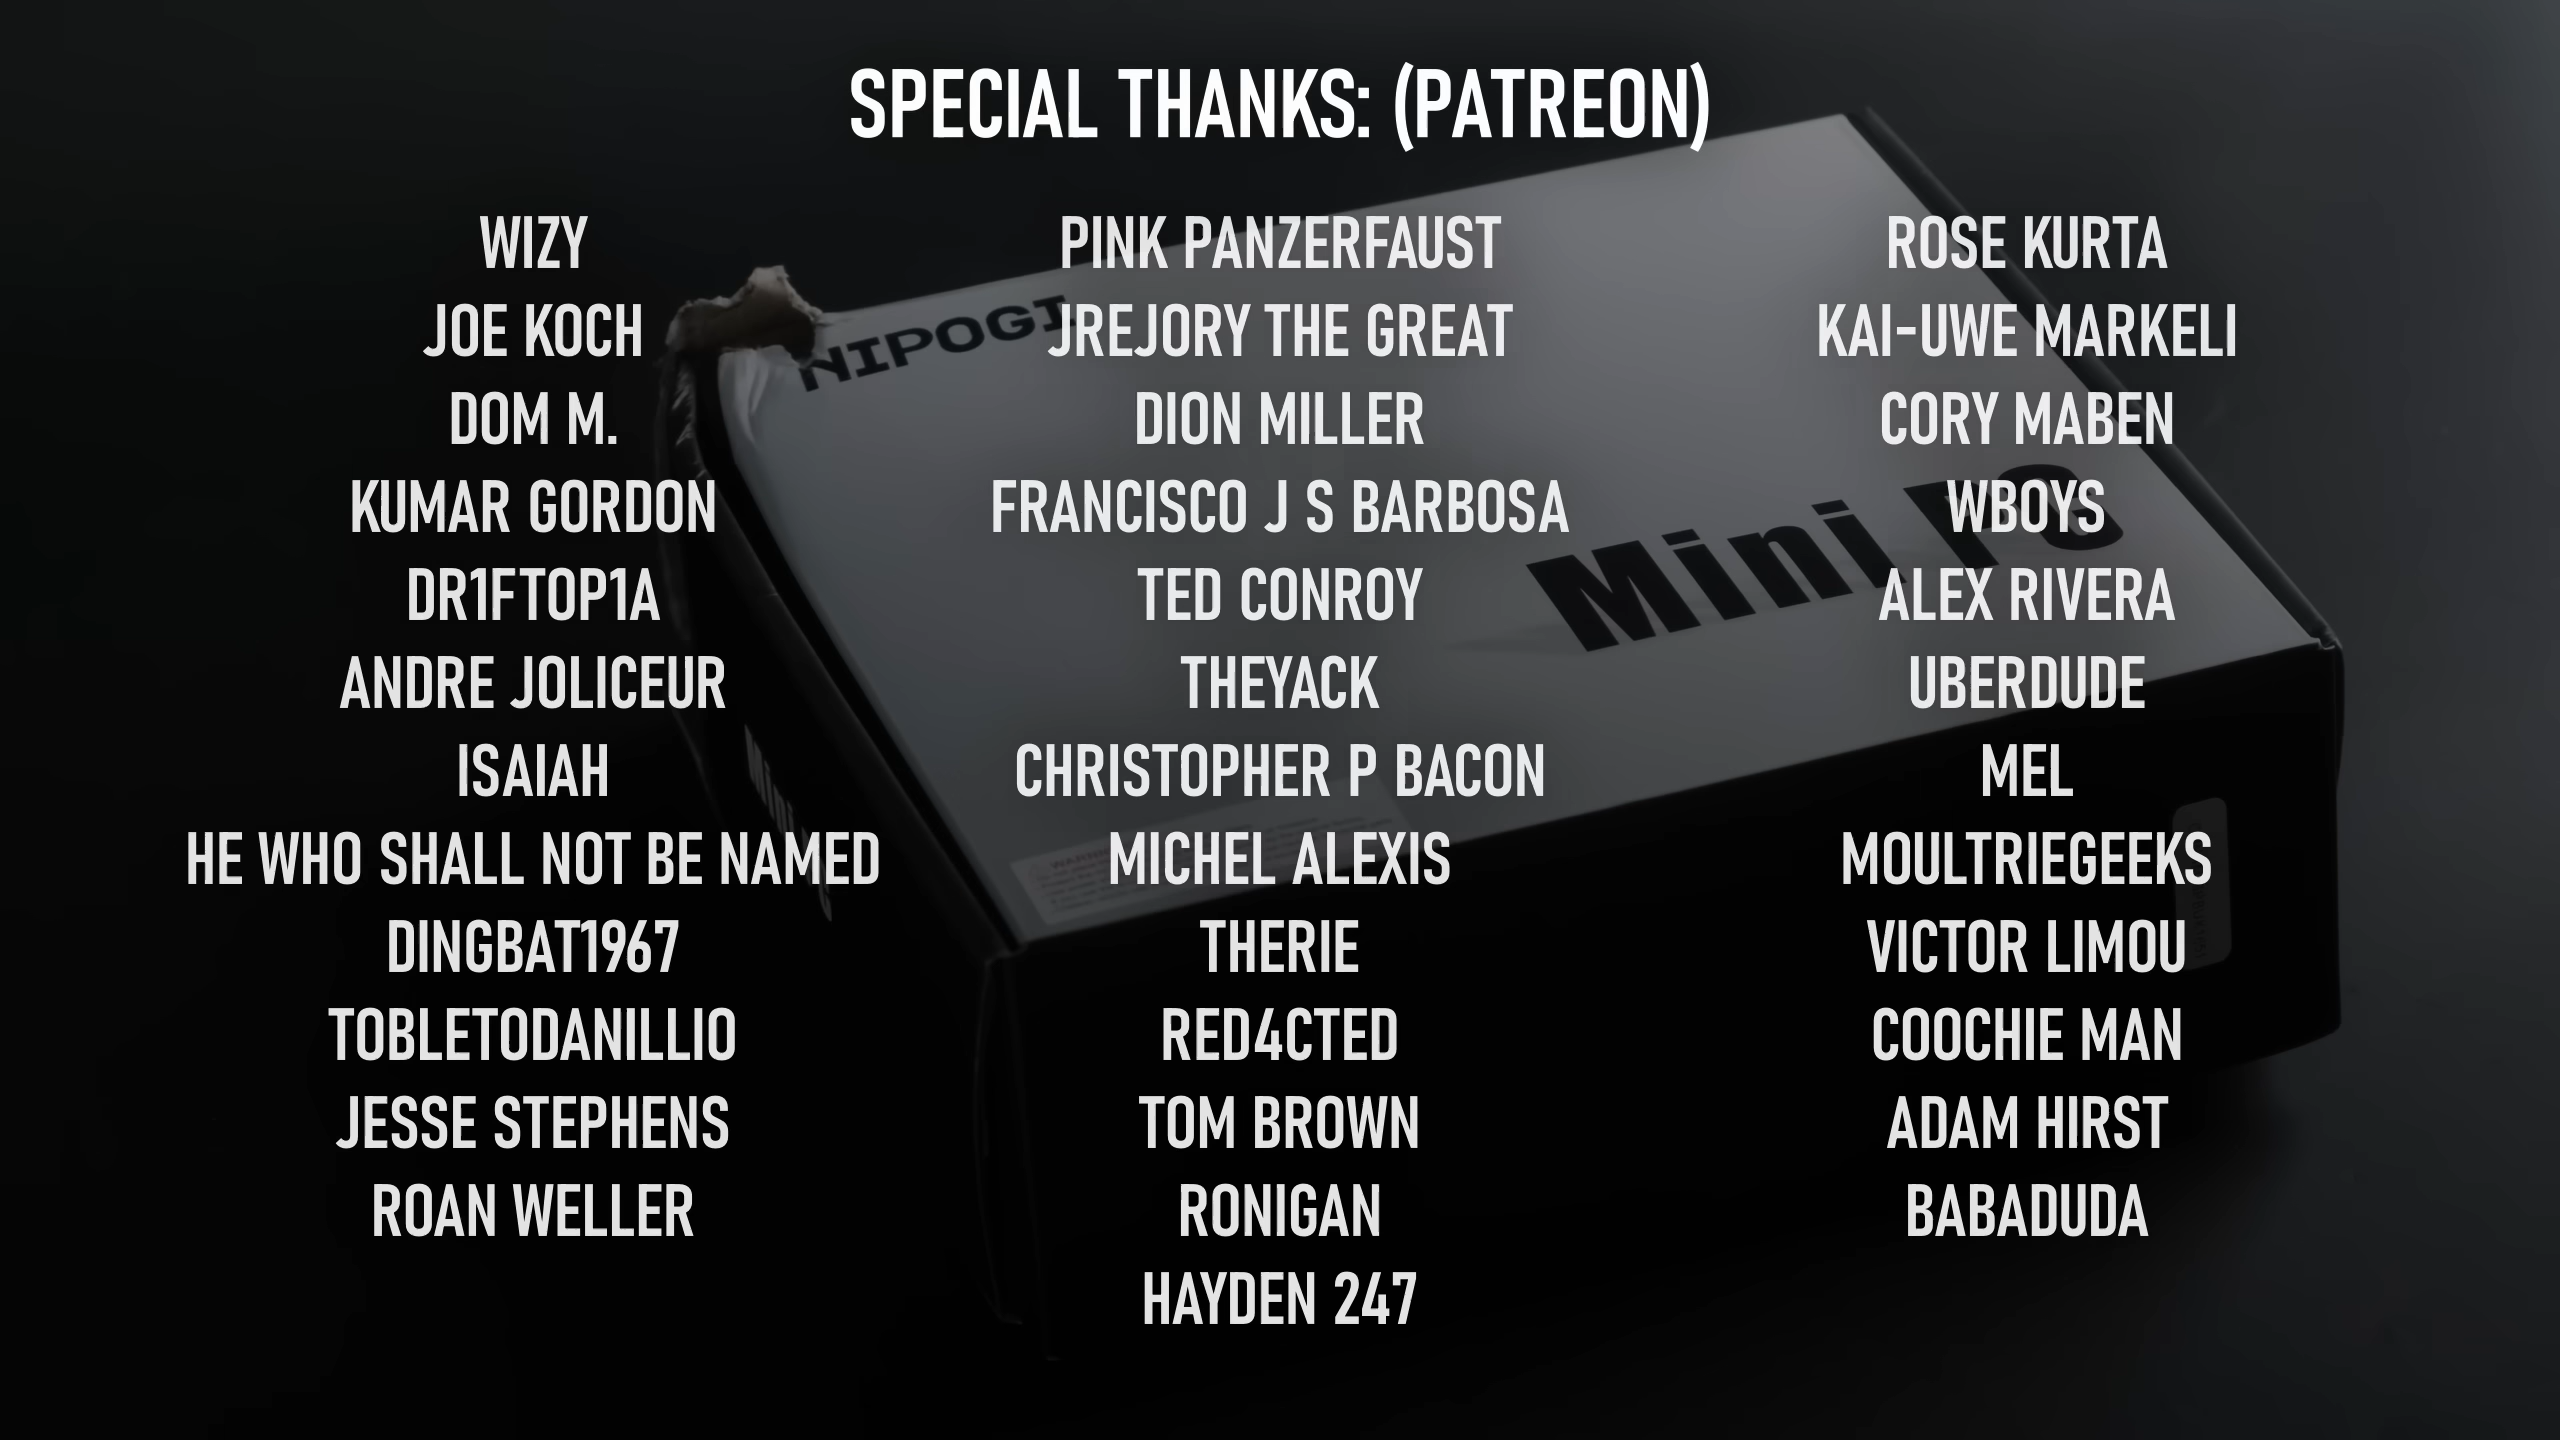 SPECIAL THANKS: (PATREON)
WIZY
JOE KOCH
DOM M.
KUMAR GORDON
DR1FTOP1A
ANDRE JOLICEUR
ISAIAH
HE WHO SHALL NOT BE NAMED
DINGBAT1967
TOBLETODANILLIO
JESSE STEPHENS
ROAN WELLER
PINK PANZERFAUST
JREJORY THE GREAT
DION MILLER
FRANCISCO J S BARBOSA
TED CONROY
THEYACK
CHRISTOPHER P BACON
MICHEL ALEXIS
THERIE
RED4CTED
TOM BROWN
RONIGAN
HAYDEN 247
ROSE KURTA
KAI-UWE MARKELI
CORY MABEN
WBOYS
ALEX RIVERA
UBERDUDE
MEL
MOULTRIEGEEKS
VICTOR LIMOU
COOCHIE MAN
ADAM HIRST
BABADUDA
NIPOGI
Mini PC
Mini PC